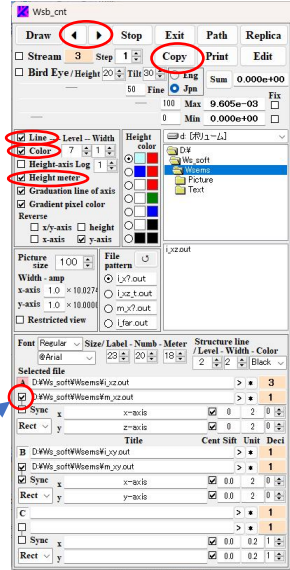 Wsb_cnt
Draw Stop Exit Path Replica
Stream 3 Step 1 Copy Print Edit
Bird Eye / Height 20 Tilt 30 Eng Sum 0.000e+00
50 Fine Jpn
Fix
100 Max 9.605e-03
0 Min 0.000e+00
Line — Level — Width
Color 7 1
Height-axis Log 1
Height meter
Graduation line of axis
Gradient pixel color
Reverse
x/y-axis height
x-axis y-axis
Height color
d: [ボリューム]
D:¥
Ws_soft
Wsems
Picture
Text
Picture size 100
Width - amp
x-axis 1.0 ×10.0274
y-axis 1.0 ×10.0000
Restricted view
File pattern
i_x?.out
i_xz_t.out
m_x?.out
i_far.out
i_xz.out
Font Regular Size/ Label - Numb - Meter Structure line
/ Level - Width - Color
@Arial 23 20 18 2 2 Black
Selected file
A D:¥Ws_soft¥Wsems¥i_xz.out > * 3
D:¥Ws_soft¥Wsems¥m_xz.out > * 1
Sync x x-axis 0 2 0
Rect y z-axis 0 2 0
Title Cent Sift Unit Deci
B D:¥Ws_soft¥Wsems¥i_xy.out > * 1
D:¥Ws_soft¥Wsems¥m_xy.out > * 1
Sync x x-axis 0.0 2 0
Rect y y-axis 0.0 2 0
C > * 1
> * 1
Sync x 0.0 0.2 1
Rect y 0.0 0.2 1